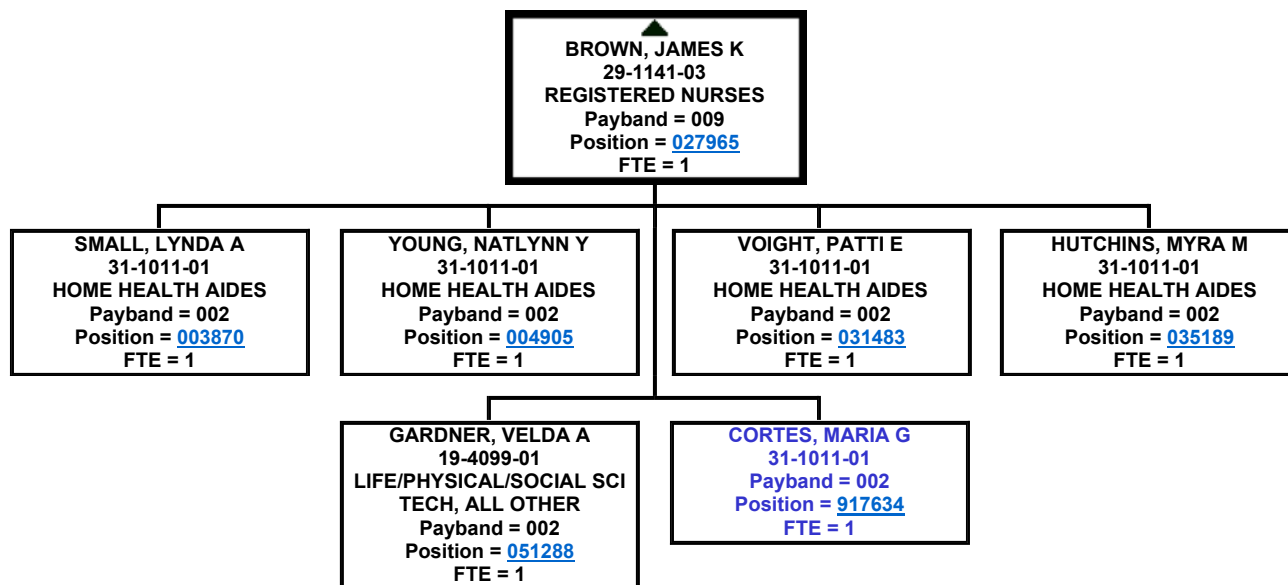 BROWN, JAMES K
29-1141-03
REGISTERED NURSES
Payband = 009
Position = 027965
FTE = 1
SMALL, LYNDA A
31-1011-01
HOME HEALTH AIDES
Payband = 002
Position = 003870
FTE = 1
YOUNG, NATLYNN Y
31-1011-01
HOME HEALTH AIDES
Payband = 002
Position = 004905
FTE = 1
VOIGHT, PATTI E
31-1011-01
HOME HEALTH AIDES
Payband = 002
Position = 031483
FTE = 1
HUTCHINS, MYRA M
31-1011-01
HOME HEALTH AIDES
Payband = 002
Position = 035189
FTE = 1
GARDNER, VELDA A
19-4099-01
LIFE/PHYSICAL/SOCIAL SCI
TECH, ALL OTHER
Payband = 002
Position = 051288
FTE = 1
CORTES, MARIA G
31-1011-01
Payband = 002
Position = 917634
FTE = 1